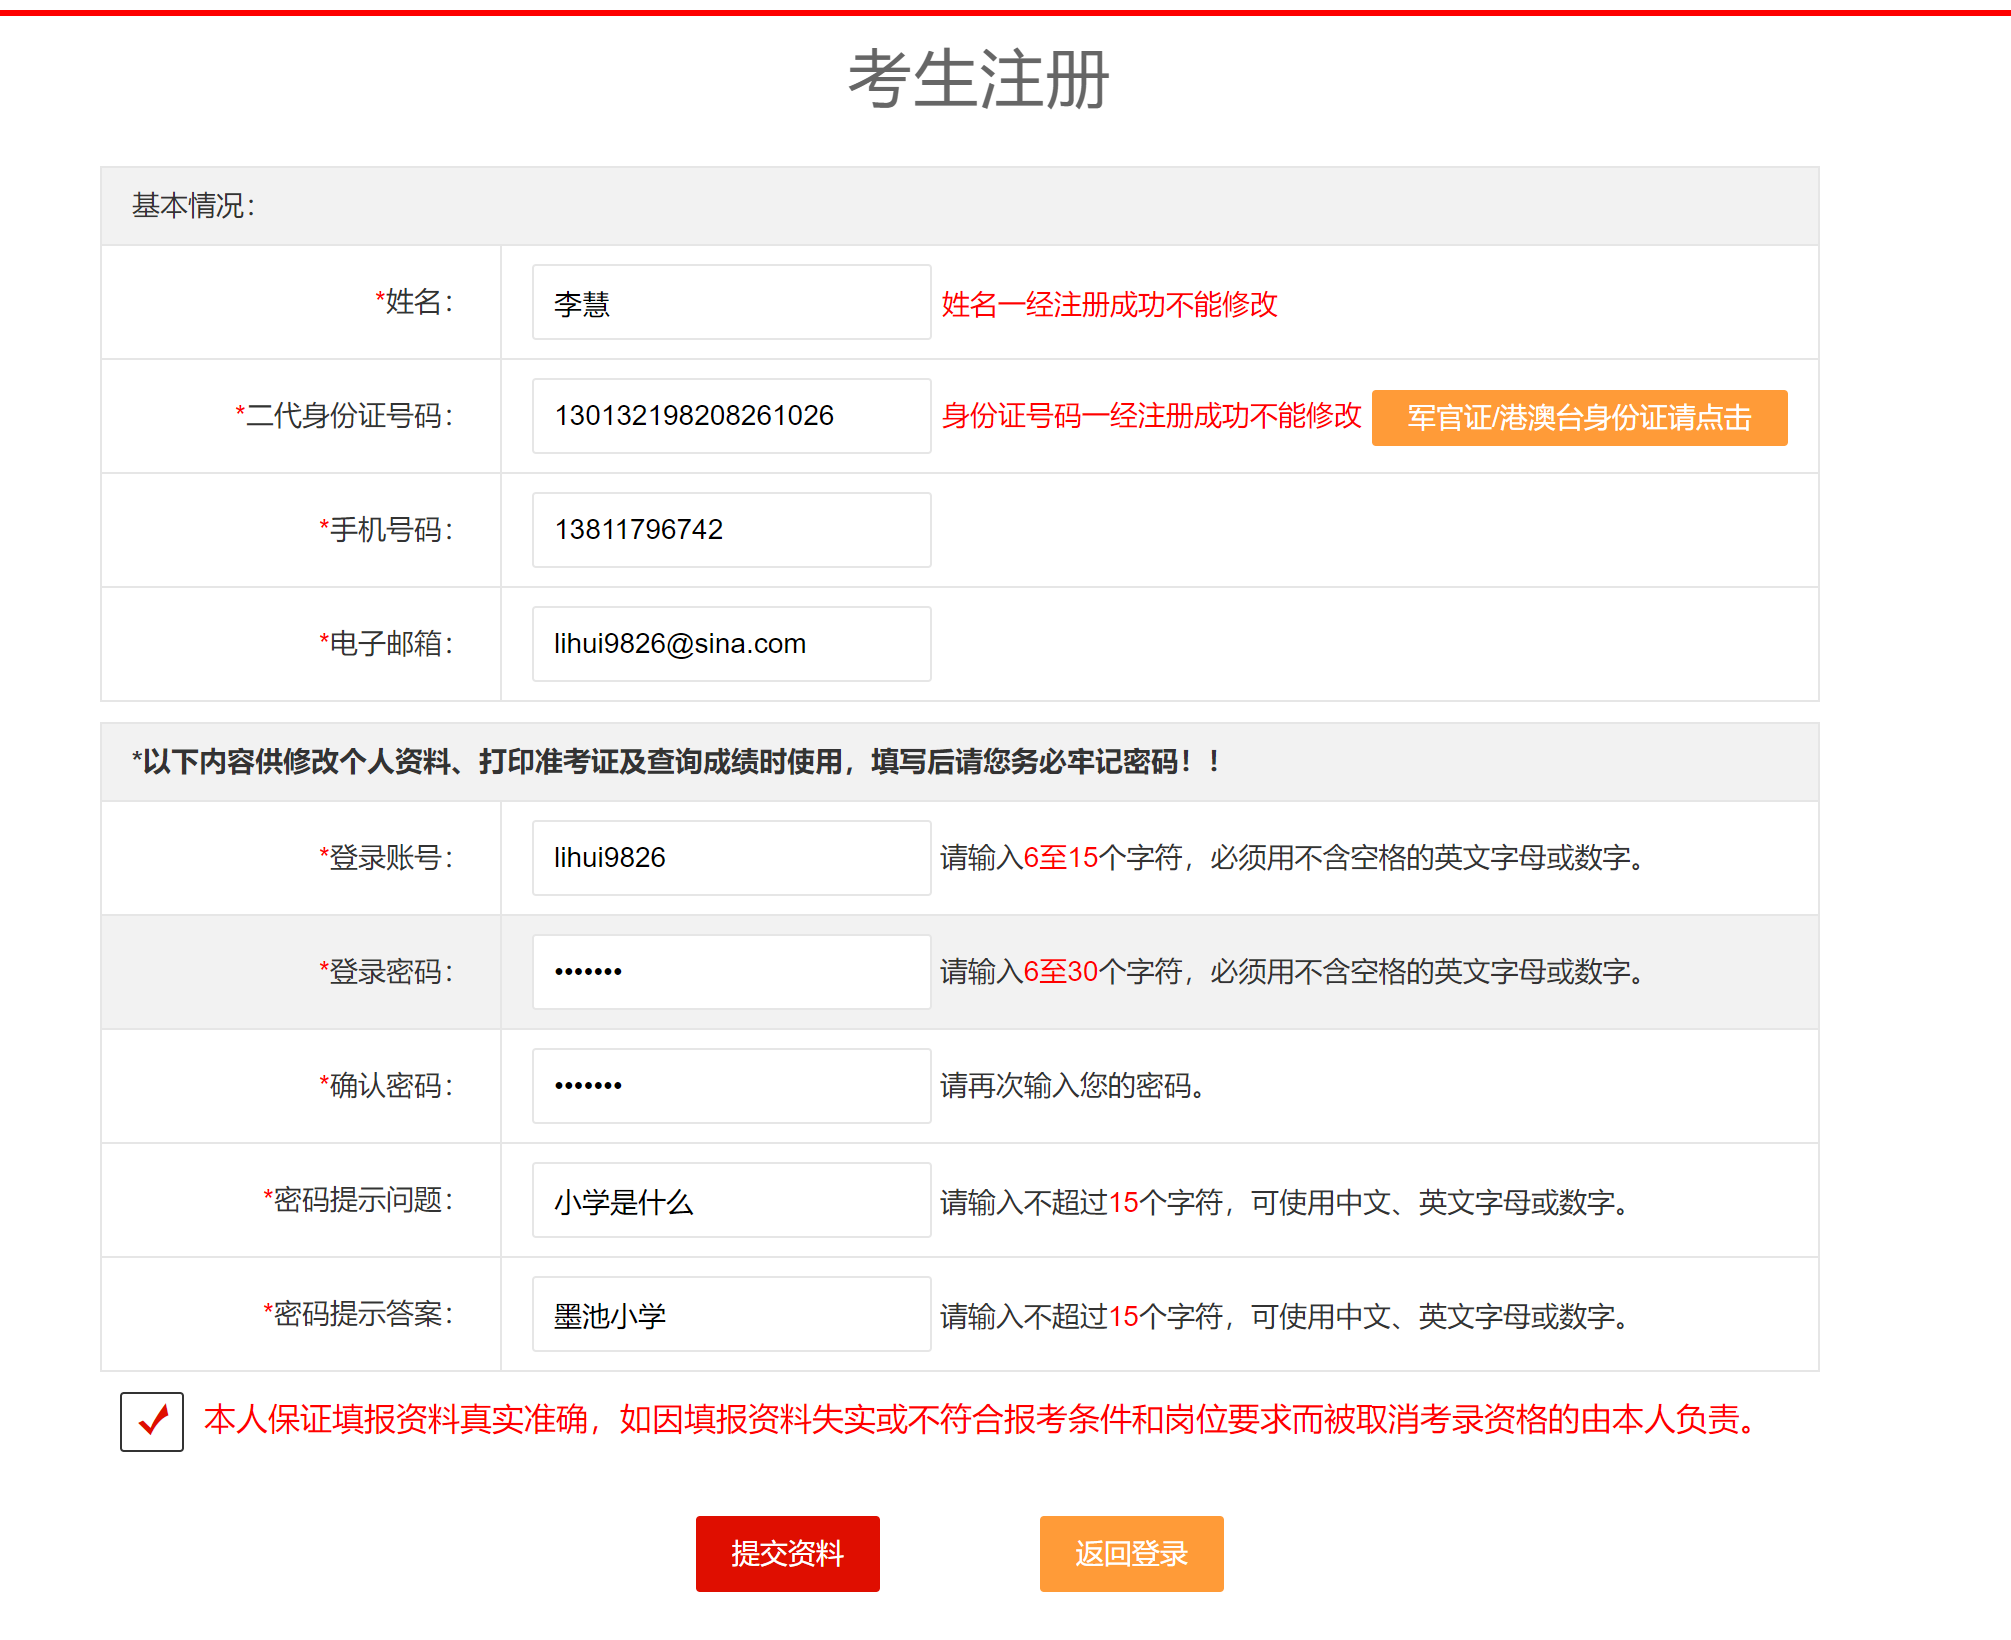 考生注册
基本情况：
*姓名： 李慧 姓名一经注册成功不能修改
*二代身份证号码： 130132198208261026 身份证号码一经注册成功不能修改 军官证/港澳台身份证请点击
*手机号码： 13811796742
*电子邮箱： lihui9826@sina.com
*以下内容供修改个人资料、打印准考证及查询成绩时使用，填写后请您务必牢记密码！！
*登录账号： lihui9826 请输入6至15个字符，必须用不含空格的英文字母或数字。
*登录密码： ••••••• 请输入6至30个字符，必须用不含空格的英文字母或数字。
*确认密码： ••••••• 请再次输入您的密码。
*密码提示问题： 小学是什么 请输入不超过15个字符，可使用中文、英文字母或数字。
*密码提示答案： 墨池小学 请输入不超过15个字符，可使用中文、英文字母或数字。
本人保证填报资料真实准确，如因填报资料失实或不符合报考条件和岗位要求而被取消考录资格的由本人负责。
提交资料 返回登录